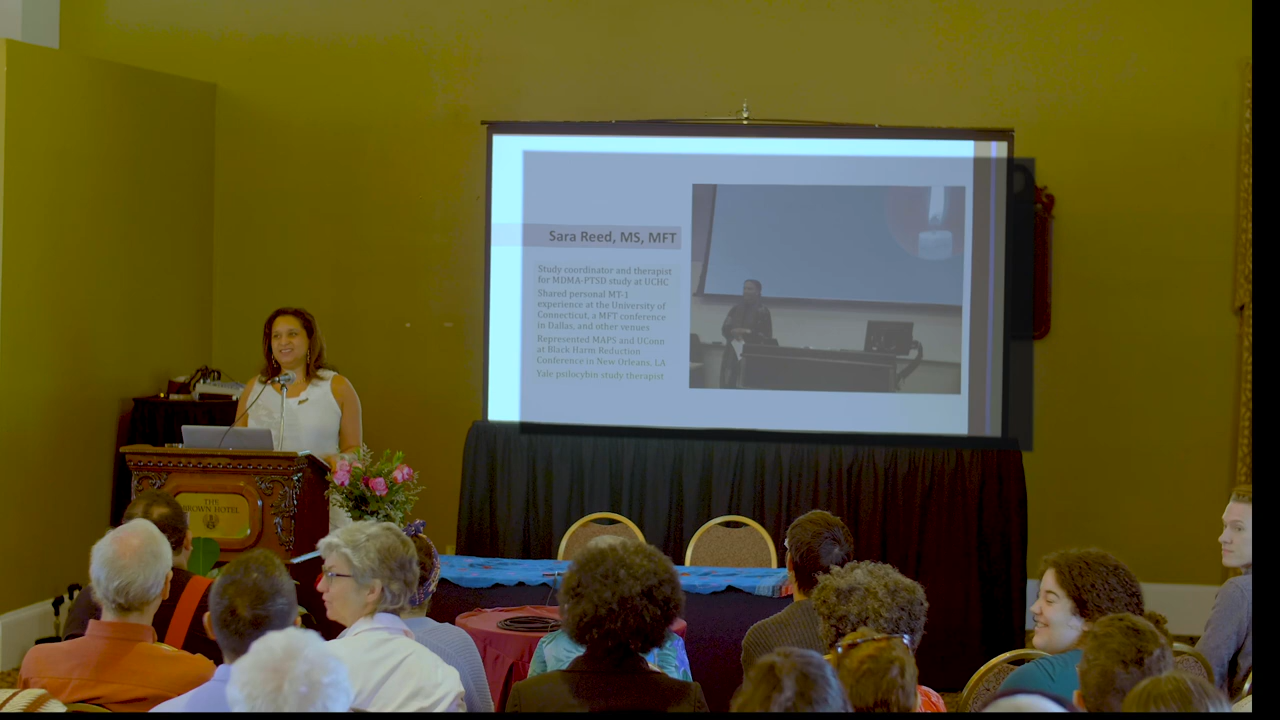 Sara Reed, MS, MFT
Study coordinator and therapist
for MDMA-PTSD study at UCHC
Shared personal MT-1
experience at the University of
Connecticut, a MFT conference
in Dallas, and other venues
Represented MAPS and UConn
at Black Harm Reduction
Conference in New Orleans, LA
Yale psilocybin study therapist
THE
BROWN HOTEL